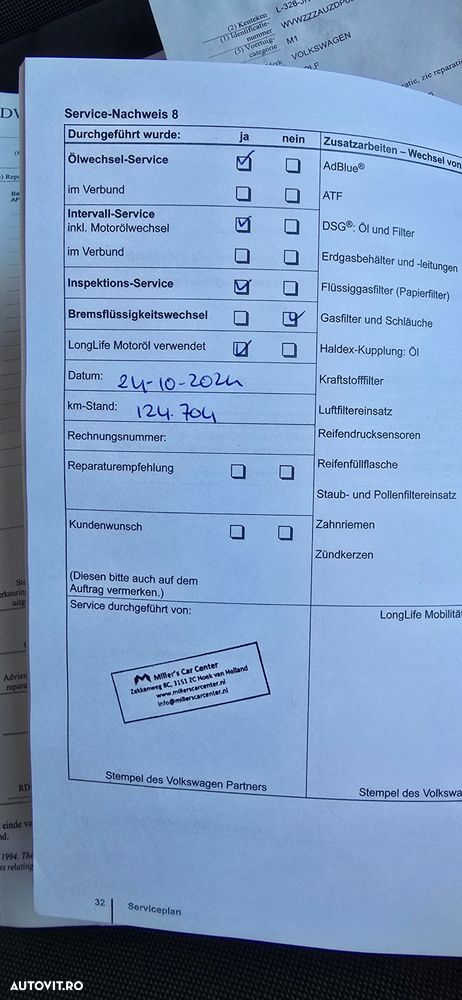 (2) Kenteken
(1) Identificatie-
nummer
(5) Voertuig-
categorie M1
VOLKSWAGEN
Service-Nachweis 8
Durchgeführt wurde: ja nein
Ölwechsel-Service
im Verbund
Intervall-Service
inkl. Motorölwechsel
im Verbund
Inspektions-Service
Bremsflüssigkeitswechsel
LongLife Motoröl verwendet
Datum: 24-10-2024
km-Stand: 124.704
Rechnungsnummer:
Reparaturempfehlung
Kundenwunsch
(Diesen bitte auch auf dem
Auftrag vermerken.)
Service durchgeführt von:
Miller's Car Center
Zekkenweg 8C, 3151 ZC Hoek van Holland
www.millerscarcenter.nl
info@millerscarcenter.nl
Stempel des Volkswagen Partners
Zusatzarbeiten – Wechsel von
AdBlue®
ATF
DSG®: Öl und Filter
Erdgasbehälter und -leitungen
Flüssiggasfilter (Papierfilter)
Gasfilter und Schläuche
Haldex-Kupplung: Öl
Kraftstofffilter
Luftfiltereinsatz
Reifendrucksensoren
Reifenfüllflasche
Staub- und Pollenfiltereinsatz
Zahnriemen
Zündkerzen
LongLife Mobilitä
Stempel des Volkswa
32 Serviceplan
AUTOVIT.RO